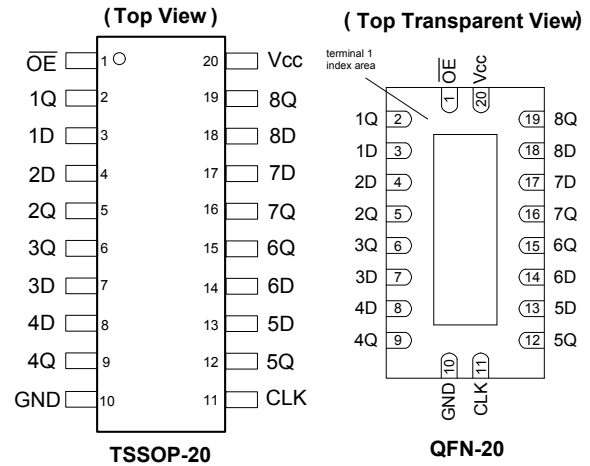 (Top View)
OE 1 20 Vcc
1Q 2 19 8Q
1D 3 18 8D
2D 4 17 7D
2Q 5 16 7Q
3Q 6 15 6Q
3D 7 14 6D
4D 8 13 5D
4Q 9 12 5Q
GND 10 11 CLK
TSSOP-20
( Top Transparent View)
terminal 1
index area
OE Vcc
1 20
1Q 2 19 8Q
1D 3 18 8D
2D 4 17 7D
2Q 5 16 7Q
3Q 6 15 6Q
3D 7 14 6D
4D 8 13 5D
4Q 9 12 5Q
10 11
GND CLK
QFN-20